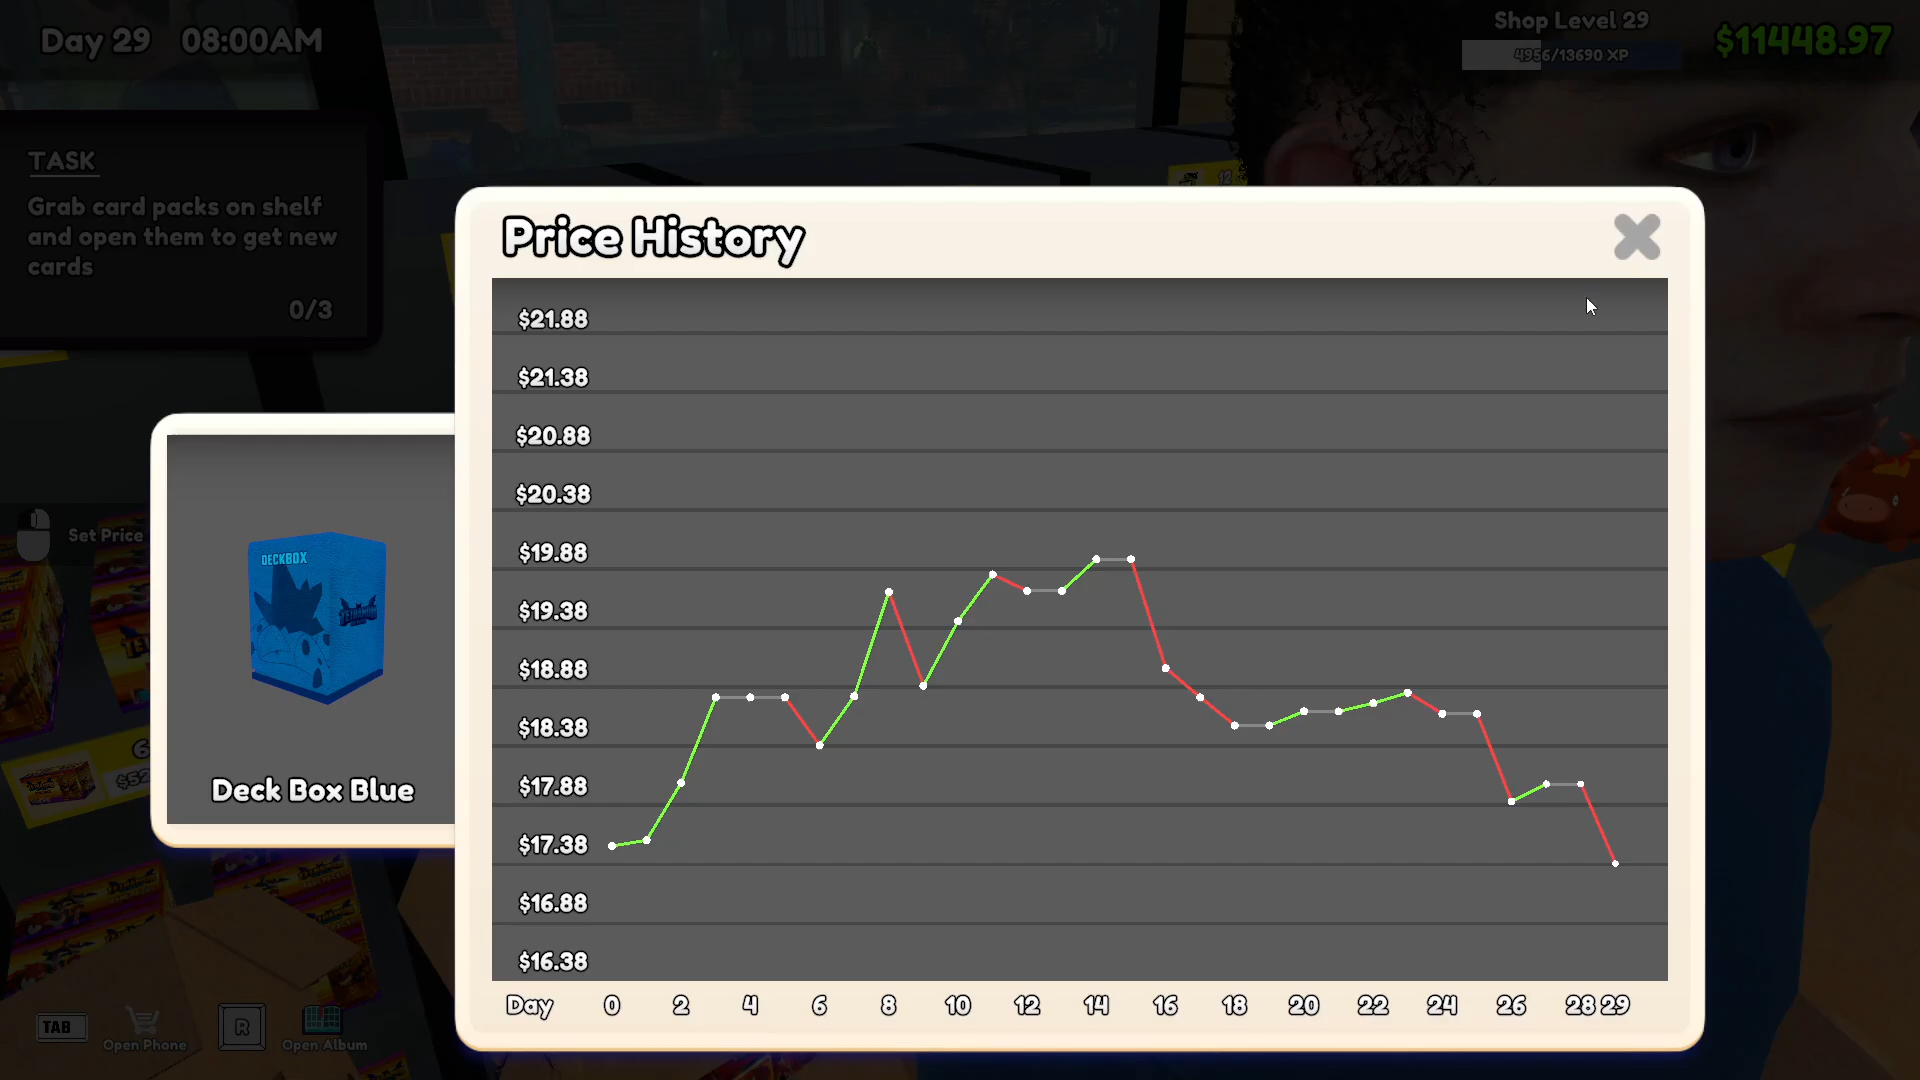 Day 29 08:00AM
Shop Level 29
4956/13690 XP
$11448.97
TASK
Grab card packs on shelf
and open them to get new
cards
0/3
Price History
$21.88
$21.38
$20.88
$20.38
$19.88
$19.38
$18.88
$18.38
$17.88
$17.38
$16.88
$16.38
Day 0 2 4 6 8 10 12 14 16 18 20 22 24 26 28 29
Set Price
DECKBOX
TETRAMON
Deck Box Blue
12
TAB
Open Phone
R
Open Album